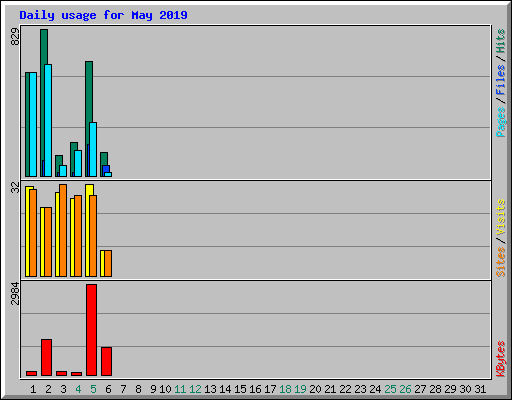 Daily usage for May 2019
829
Pages / Files / Hits
32
Sites / Visits
2984
KBytes
1 2 3 4 5 6 7 8 9 10 11 12 13 14 15 16 17 18 19 20 21 22 23 24 25 26 27 28 29 30 31